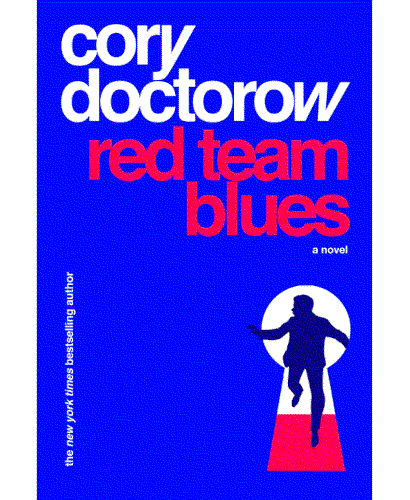 cory
doctorow
red team
blues
a novel
the new york times bestselling author